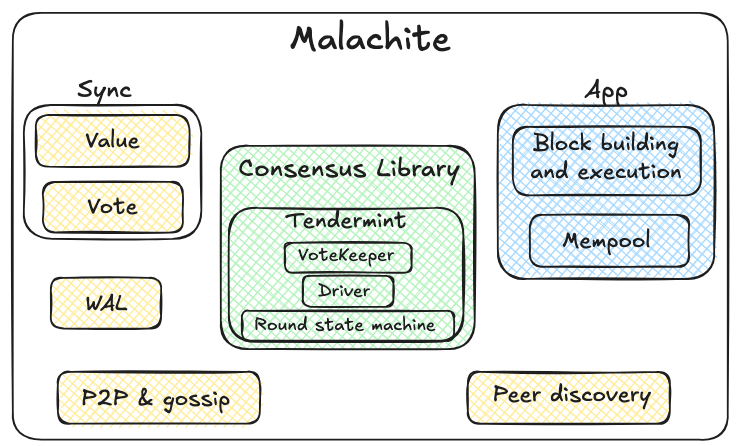 Malachite
Sync
Value
Vote
WAL
Consensus Library
Tendermint
VoteKeeper
Driver
Round state machine
App
Block building
and execution
Mempool
P2P & gossip
Peer discovery